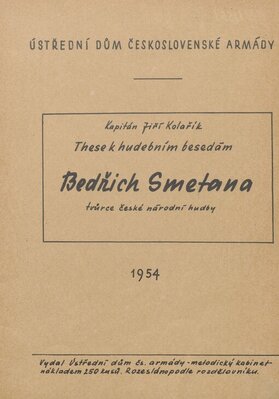 ÚSTŘEDNÍ DŮM ČESKOSLOVENSKÉ ARMÁDY
Kapitán Jiří Kolařík
These k hudebním besedám
Bedřich Smetana
tvůrce české národní hudby
1954
Vydal Ústřední dům čs. armády-metodický kabinet
nákladem 250 kusů. Rozesláno podle rozdělovníku.